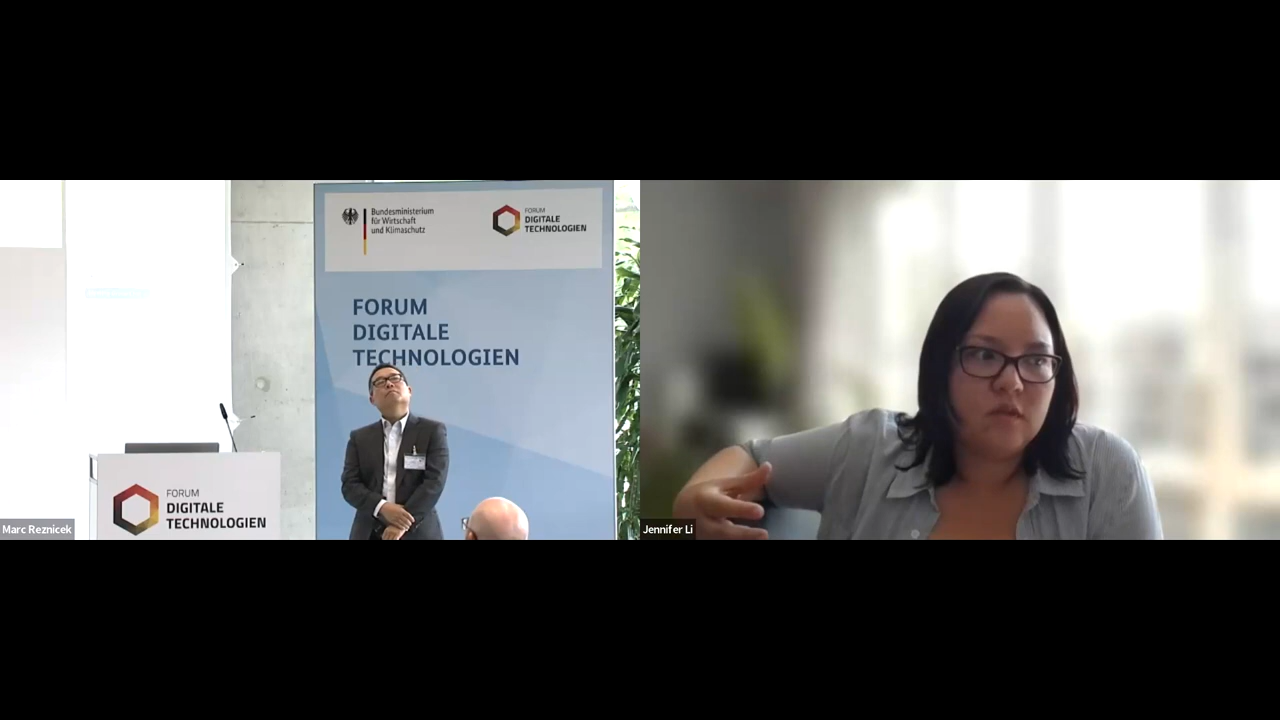 Bundesministerium
für Wirtschaft
und Klimaschutz
FORUM
DIGITALE
TECHNOLOGIEN
FORUM
DIGITALE
TECHNOLOGIEN
FORUM
DIGITALE
TECHNOLOGIEN
Marc Reznicek
Jennifer Li